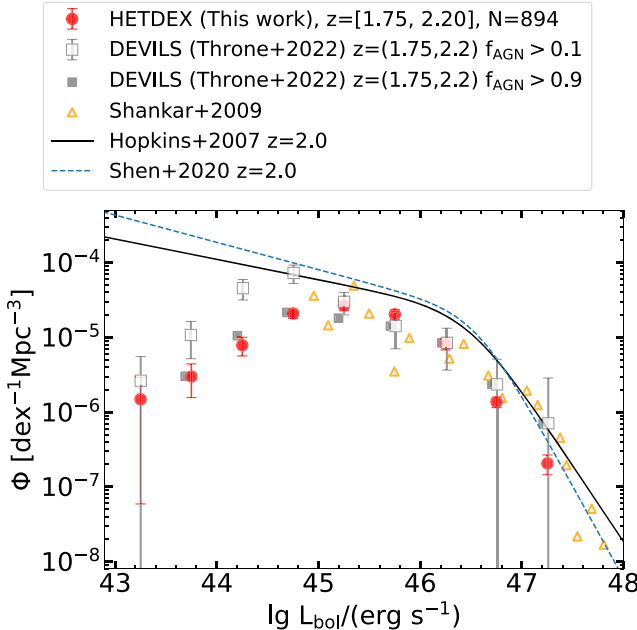 HETDEX (This work), z=[1.75, 2.20], N=894
DEVILS (Throne+2022) z=(1.75,2.2) f_AGN > 0.1
DEVILS (Throne+2022) z=(1.75,2.2) f_AGN > 0.9
Shankar+2009
Hopkins+2007 z=2.0
Shen+2020 z=2.0
Φ [dex⁻¹Mpc⁻³]
10⁻⁴
10⁻⁵
10⁻⁶
10⁻⁷
10⁻⁸
43 44 45 46 47 48
lg L_bol/(erg s⁻¹)